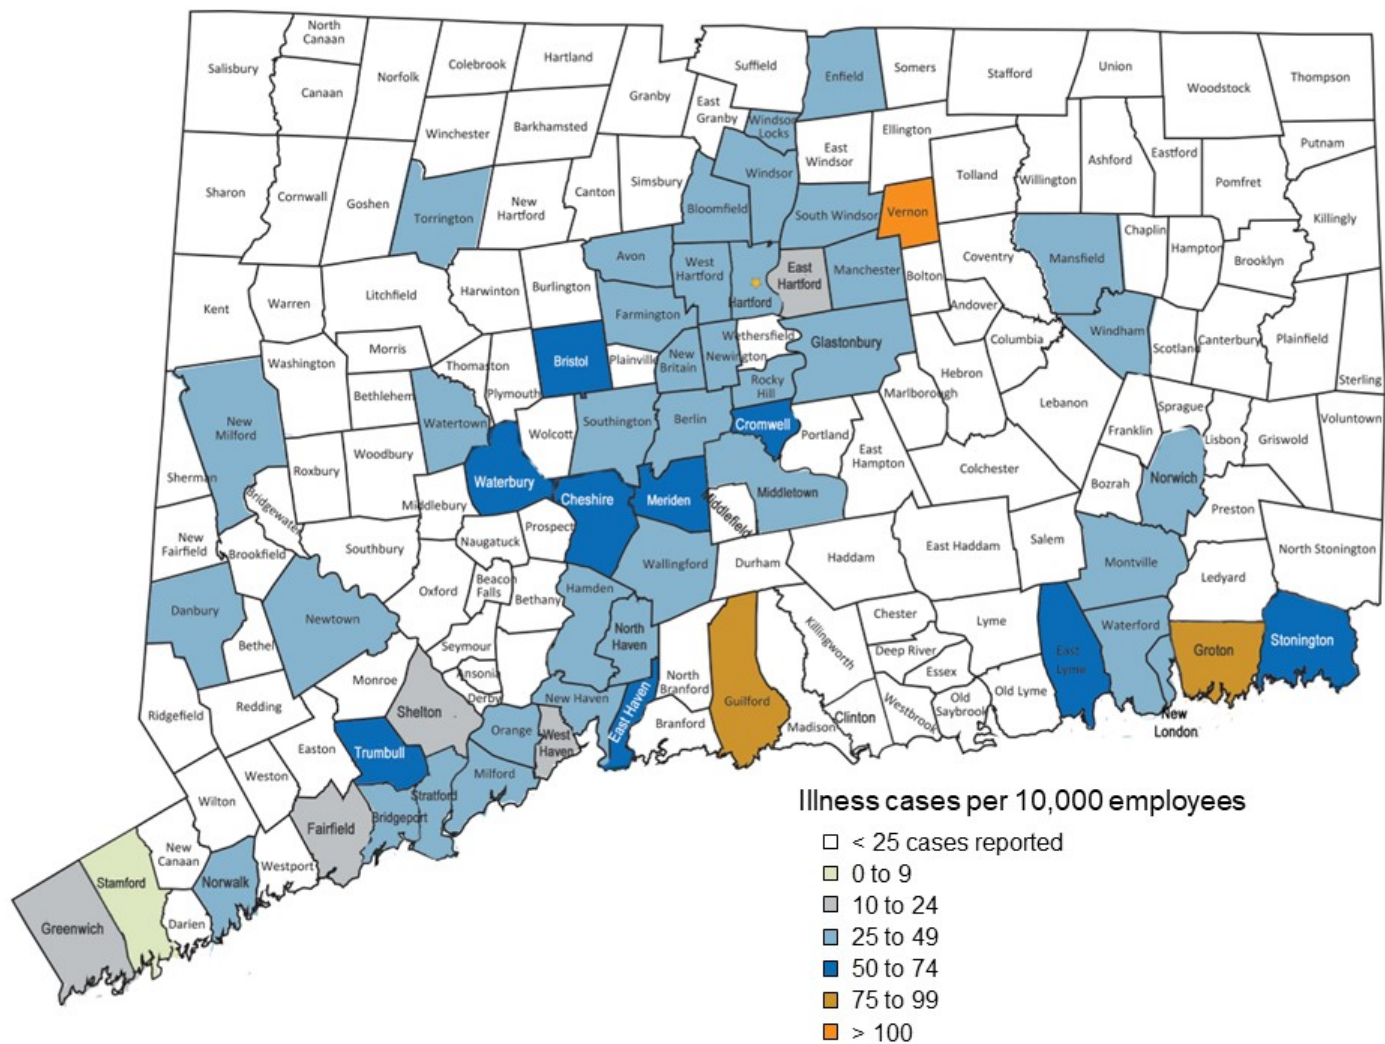 North
Canaan
Salisbury
Canaan
Norfolk
Colebrook
Hartland
Granby
Suffield
East
Granby
Windsor
Locks
Enfield
Somers
Stafford
Union
Woodstock
Thompson
Winchester
Barkhamsted
East
Windsor
Ellington
Putnam
Sharon
Cornwall
Goshen
Torrington
New
Hartford
Canton
Simsbury
Bloomfield
Windsor
South Windsor
Vernon
Tolland
Willington
Ashford
Eastford
Pomfret
Killingly
Kent
Warren
Litchfield
Harwinton
Burlington
Avon
West
Hartford
Hartford
East
Hartford
Manchester
Bolton
Coventry
Mansfield
Chaplin
Hampton
Brooklyn
Farmington
Andover
Columbia
Windham
Scotland
Canterbury
Plainfield
Sterling
Washington
Morris
Bethlehem
Thomaston
Plymouth
Bristol
Plainville
New
Britain
Newington
Wethersfield
Rocky
Hill
Glastonbury
Marlborough
Hebron
Lebanon
Franklin
Sprague
Lisbon
Griswold
Voluntown
New
Milford
Sherman
Roxbury
Woodbury
Watertown
Wolcott
Southington
Berlin
Cromwell
Portland
East
Hampton
Colchester
Bozrah
Norwich
Preston
Bridgewater
Middlebury
Waterbury
Cheshire
Meriden
Middlefield
Middletown
New
Fairfield
Brookfield
Southbury
Naugatuck
Prospect
Wallingford
Durham
Haddam
East Haddam
Salem
Montville
Ledyard
North Stonington
Danbury
Bethel
Newtown
Oxford
Beacon
Falls
Bethany
Hamden
North
Haven
Killingworth
Chester
Deep River
Essex
Lyme
East
Lyme
Waterford
Groton
Stonington
Ridgefield
Redding
Monroe
Seymour
Ansonia
Derby
Shelton
New Haven
East Haven
North
Branford
Branford
Guilford
Madison
Clinton
Westbrook
Old
Saybrook
Old Lyme
New
London
Easton
Trumbull
Orange
West
Haven
Milford
Weston
Wilton
Fairfield
Bridgeport
Stratford
New
Canaan
Norwalk
Westport
Stamford
Darien
Greenwich
Illness cases per 10,000 employees
< 25 cases reported
0 to 9
10 to 24
25 to 49
50 to 74
75 to 99
> 100